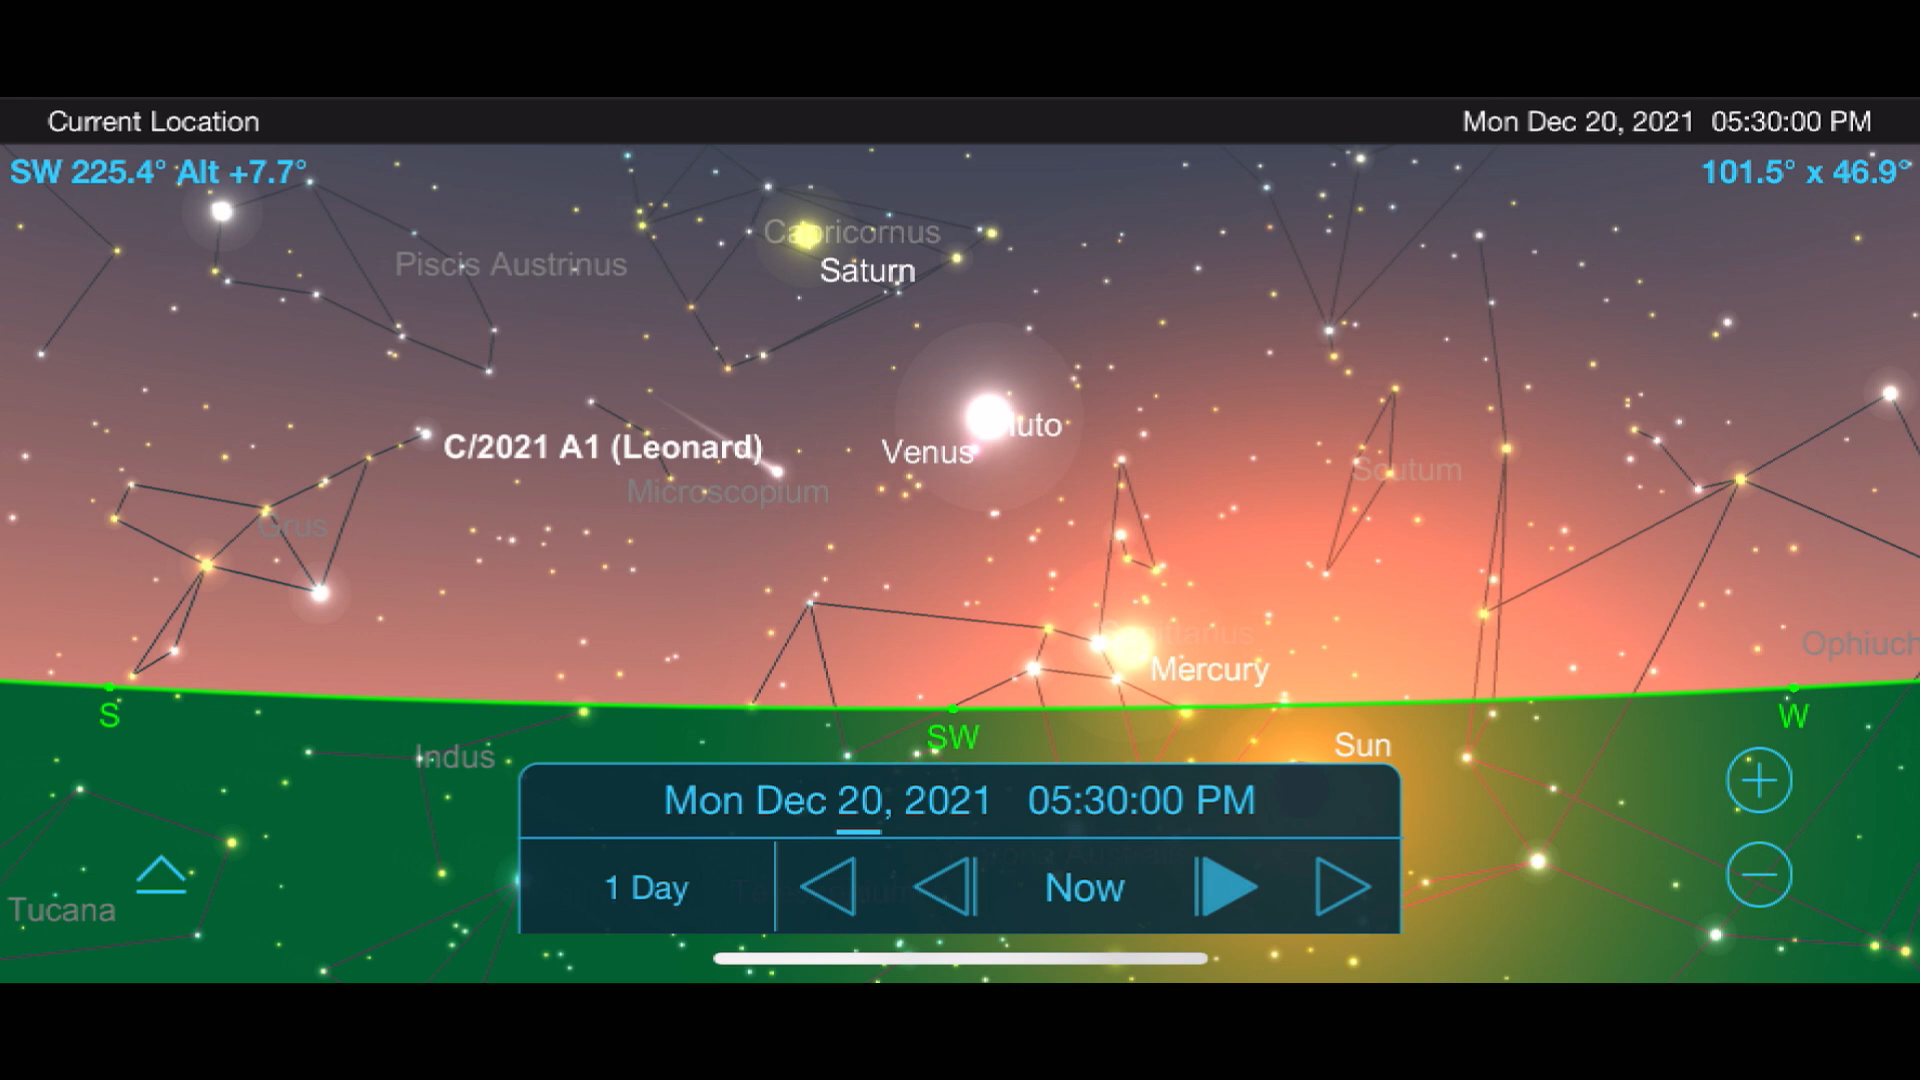 Current Location
Mon Dec 20, 2021 05:30:00 PM
SW 225.4° Alt +7.7°
101.5° x 46.9°
Capricornus
Piscis Austrinus
Saturn
C/2021 A1 (Leonard)
Venus
Microscopium
Scutum
Grus
Mercury
S
SW
W
Indus
Sun
Mon Dec 20, 2021 05:30:00 PM
1 Day
Now
Tucana